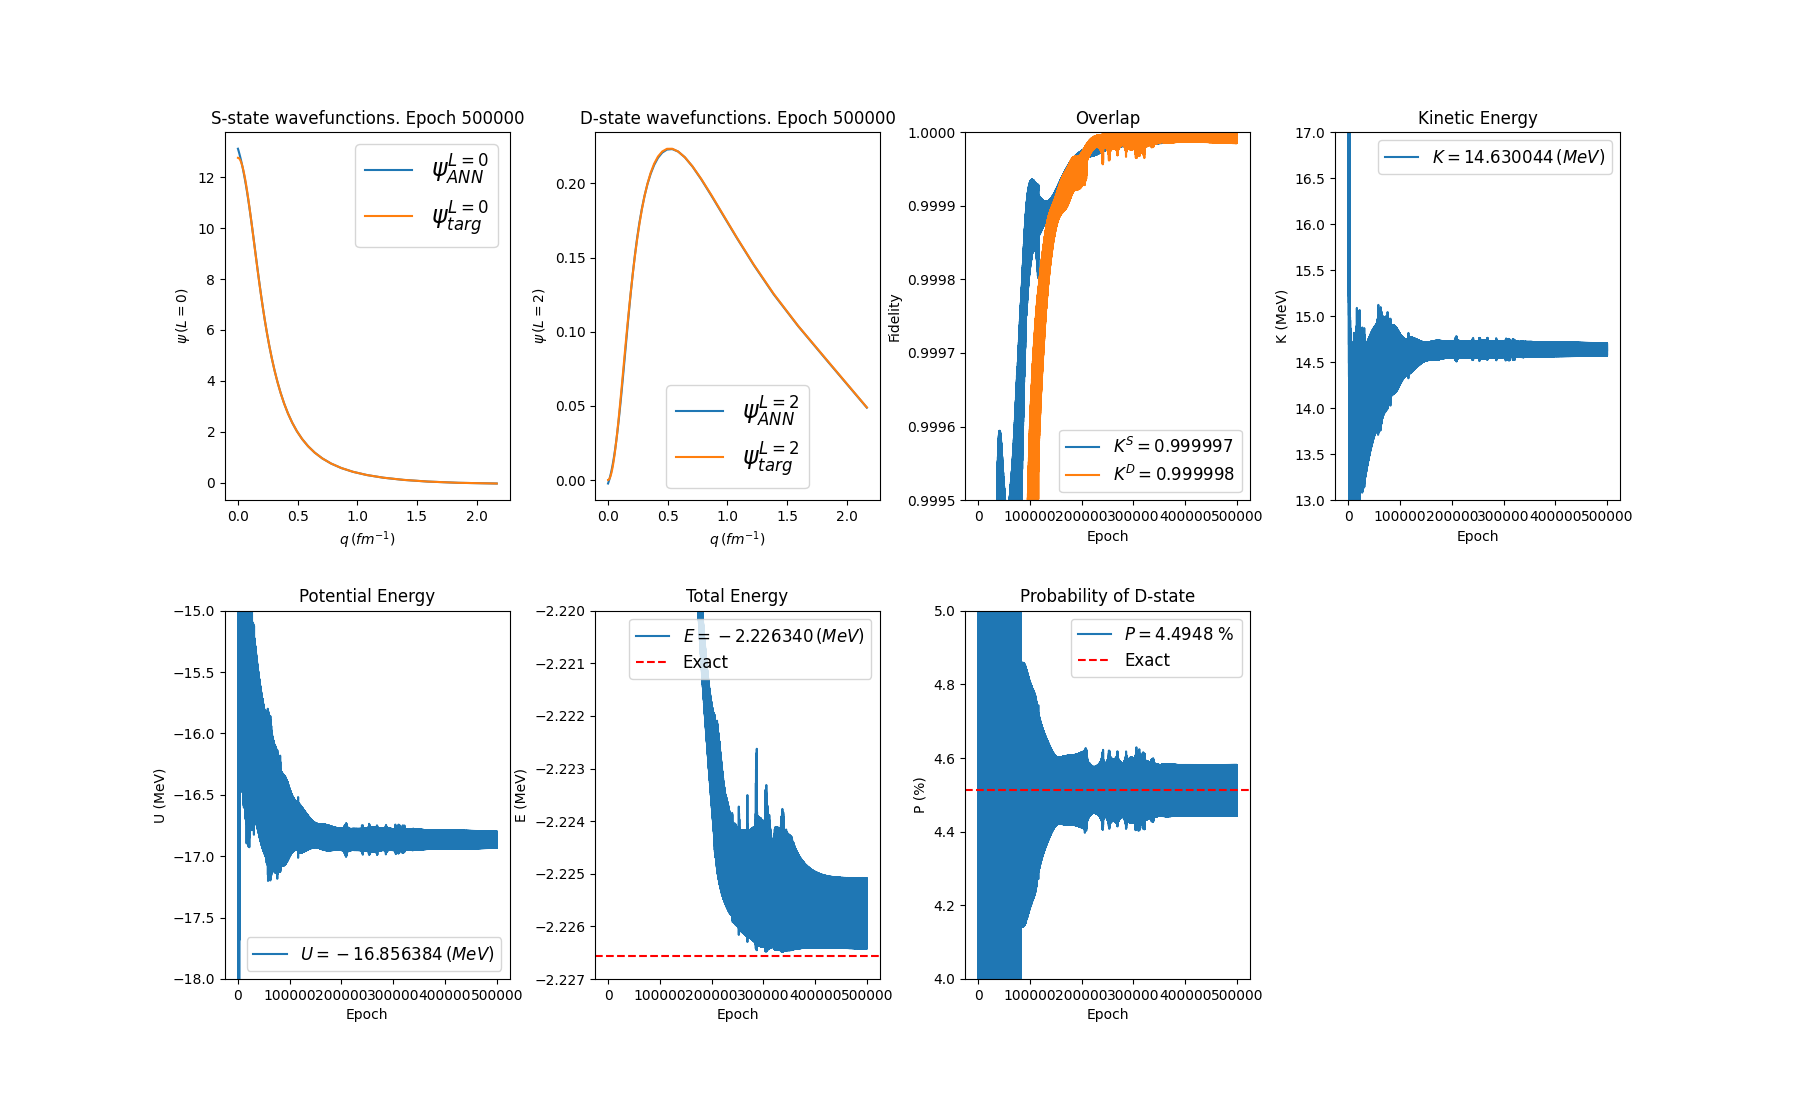 S-state wavefunctions. Epoch 500000
ψ(L = 0)
12
10
8
6
4
2
0
ψ_{ANN}^{L=0}
ψ_{targ}^{L=0}
0.0 0.5 1.0 1.5 2.0
q (fm^{-1})
D-state wavefunctions. Epoch 500000
ψ(L = 2)
0.20
0.15
0.10
0.05
0.00
ψ_{ANN}^{L=2}
ψ_{targ}^{L=2}
0.0 0.5 1.0 1.5 2.0
q (fm^{-1})
Overlap
Fidelity
1.0000
0.9999
0.9998
0.9997
0.9996
0.9995
K^S = 0.999997
K^D = 0.999998
0 100000 200000 300000 400000 500000
Epoch
Kinetic Energy
K (MeV)
17.0
16.5
16.0
15.5
15.0
14.5
14.0
13.5
13.0
K = 14.630044 (MeV)
0 100000 200000 300000 400000 500000
Epoch
Potential Energy
U (MeV)
−15.0
−15.5
−16.0
−16.5
−17.0
−17.5
−18.0
U = −16.856384 (MeV)
0 100000 200000 300000 400000 500000
Epoch
Total Energy
E (MeV)
−2.220
−2.221
−2.222
−2.223
−2.224
−2.225
−2.226
−2.227
E = −2.226340 (MeV)
Exact
0 100000 200000 300000 400000 500000
Epoch
Probability of D-state
P (%)
5.0
4.8
4.6
4.4
4.2
4.0
P = 4.4948 %
Exact
0 100000 200000 300000 400000 500000
Epoch